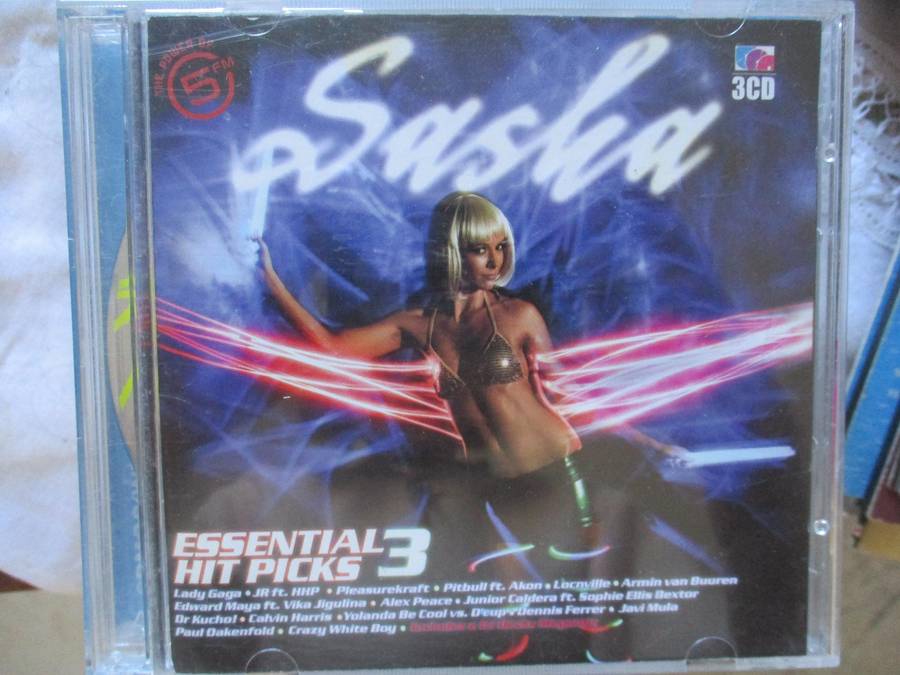 THE POWER OF
5FM
Sasha
3CD
ESSENTIAL
HIT PICKS 3
Lady Gaga • JR ft. HHP • Pleasurekraft • Pitbull ft. Akon • Locnville • Armin van Buuren
Edward Maya ft. Vika Jigulina • Alex Peace • Junior Caldera ft. Sophie Ellis Bextor
Dr Kucho! • Calvin Harris • Yolanda Be Cool vs. Dennis Ferrer • Javi Mula
Paul Oakenfold • Crazy White Boy •